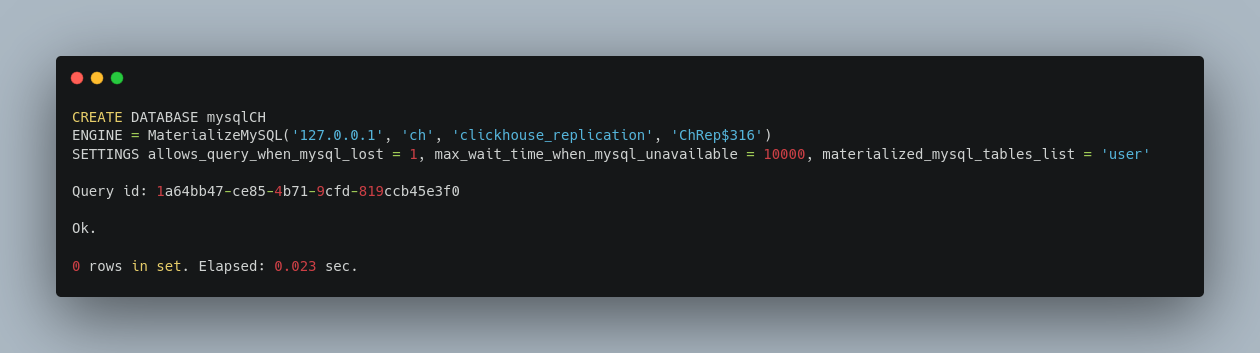 CREATE DATABASE mysqlCH
ENGINE = MaterializeMySQL('127.0.0.1', 'ch', 'clickhouse_replication', 'ChRep$316')
SETTINGS allows_query_when_mysql_lost = 1, max_wait_time_when_mysql_unavailable = 10000, materialized_mysql_tables_list = 'user'
Query id: 1a64bb47-ce85-4b71-9cfd-819ccb45e3f0
Ok.
0 rows in set. Elapsed: 0.023 sec.